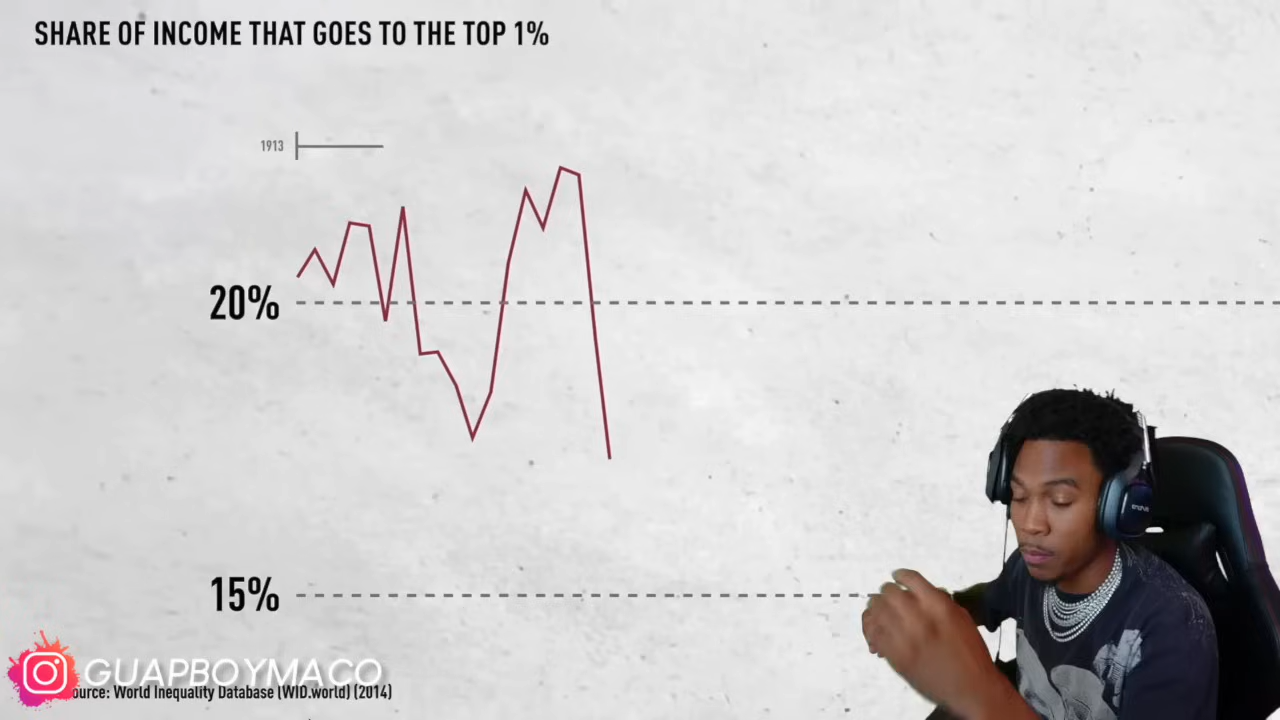 SHARE OF INCOME THAT GOES TO THE TOP 1%
1913
20%
15%
GUAPBOYMACO
ource: World Inequality Database (WID.world) (2014)